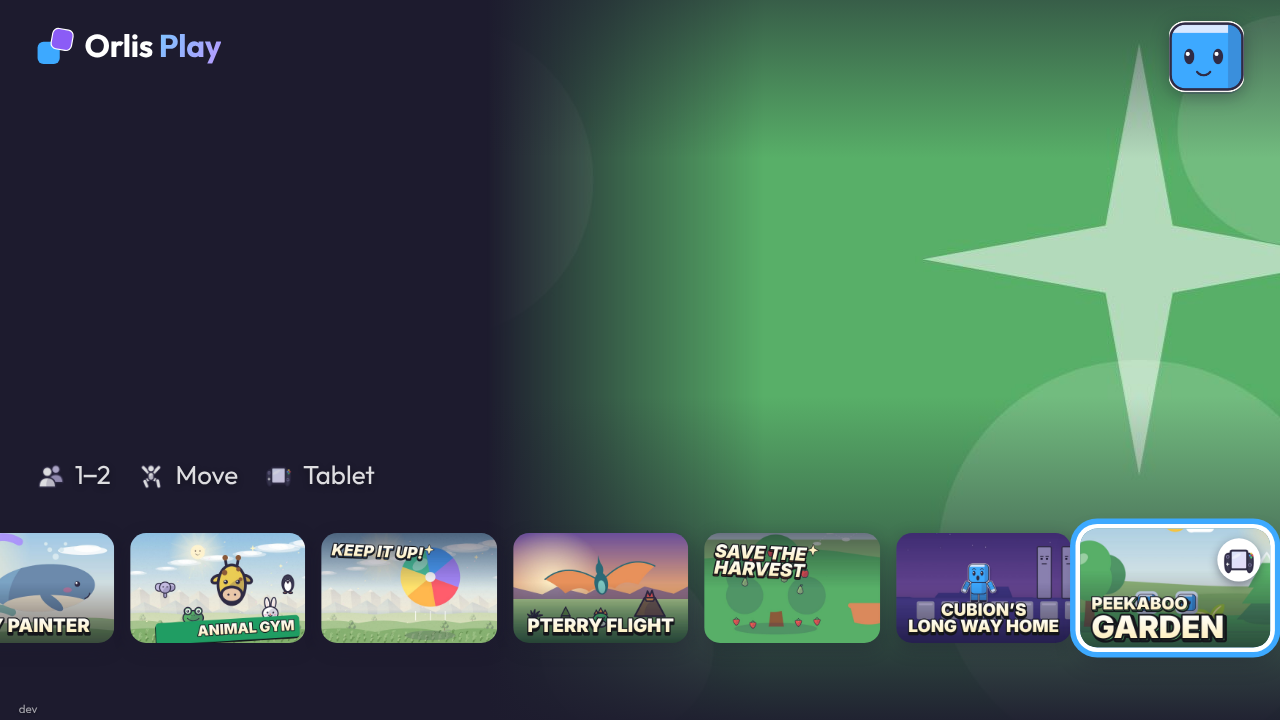 Orlis Play
1–2 Move Tablet
PAINTER
ANIMAL GYM
KEEP IT UP!
PTERRY FLIGHT
SAVE THE
HARVEST
CUBION'S
LONG WAY HOME
PEEKABOO
GARDEN
dev